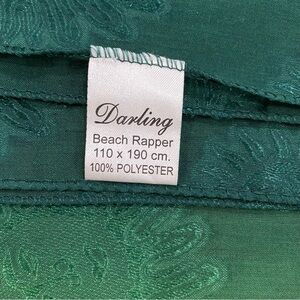 Darling
Beach Rapper
110 x 190 cm.
100% POLYESTER